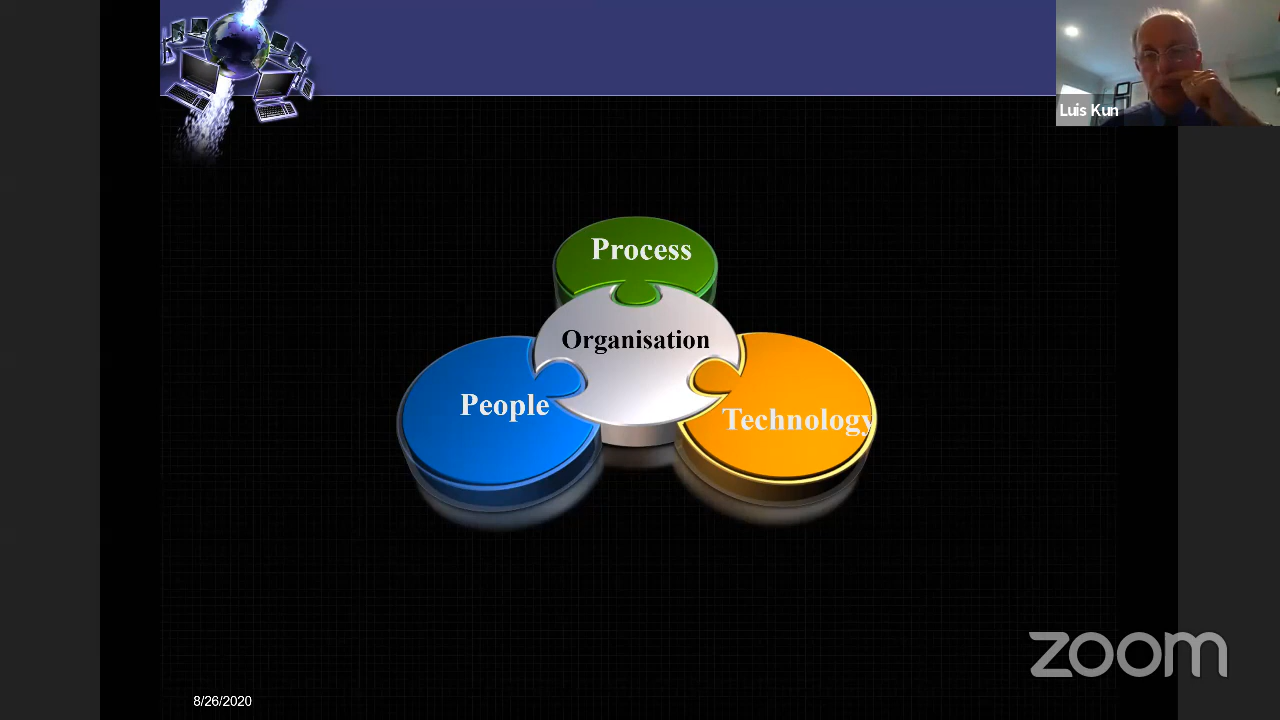 Luis Kun
Process
Organisation
People
Technology
zoom
8/26/2020